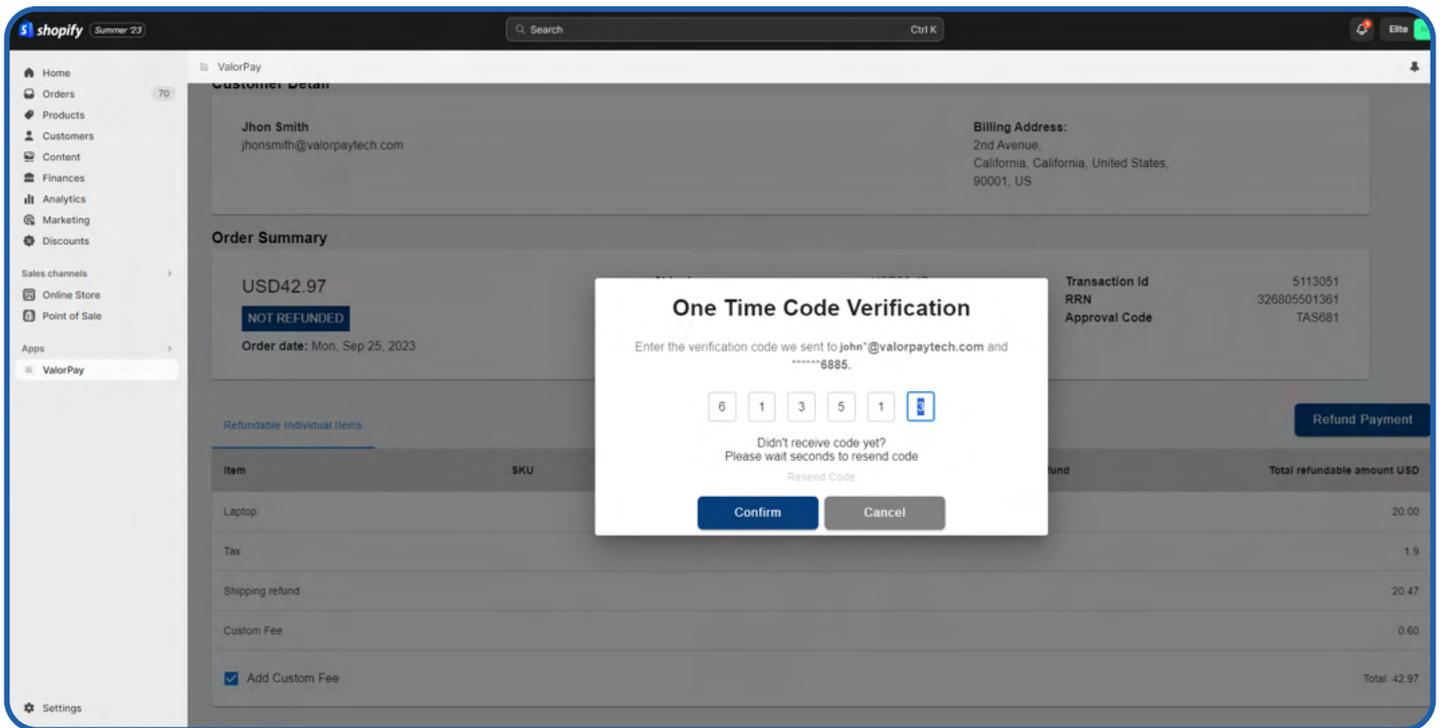 shopify Summer '23
Search Ctrl K
Elite
Home
Orders 70
Products
Customers
Content
Finances
Analytics
Marketing
Discounts
Sales channels
Online Store
Point of Sale
Apps
ValorPay
Settings
ValorPay
Customer Detail
Jhon Smith
jhonsmith@valorpaytech.com
Billing Address:
2nd Avenue,
California, California, United States,
90001, US
Order Summary
USD42.97
NOT REFUNDED
Order date: Mon, Sep 25, 2023
Transaction Id 5113051
RRN 326805501361
Approval Code TAS681
One Time Code Verification
Enter the verification code we sent to john*@valorpaytech.com and
******6885.
6 1 3 5 1 3
Didn't receive code yet?
Please wait seconds to resend code
Resend Code
Confirm Cancel
Refundable Individual Items
Refund Payment
Item SKU Total refundable amount USD
Laptop 20.00
Tax 1.9
Shipping refund 20.47
Custom Fee 0.60
Add Custom Fee Total: 42.97